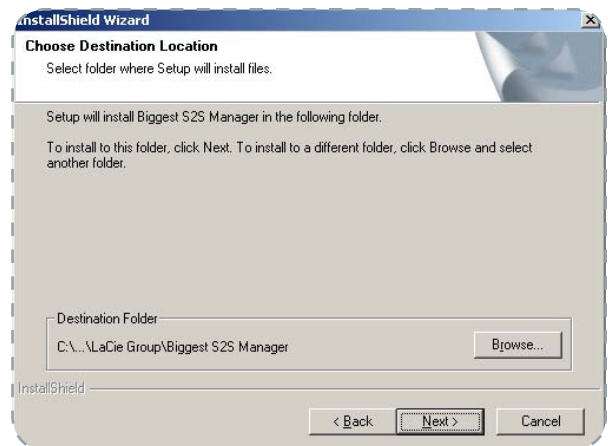 InstallShield Wizard
Choose Destination Location
Select folder where Setup will install files.
Setup will install Biggest S2S Manager in the following folder.
To install to this folder, click Next. To install to a different folder, click Browse and select
another folder.
Destination Folder
C:\...\LaCie Group\Biggest S2S Manager
Browse...
InstallShield
< Back
Next >
Cancel